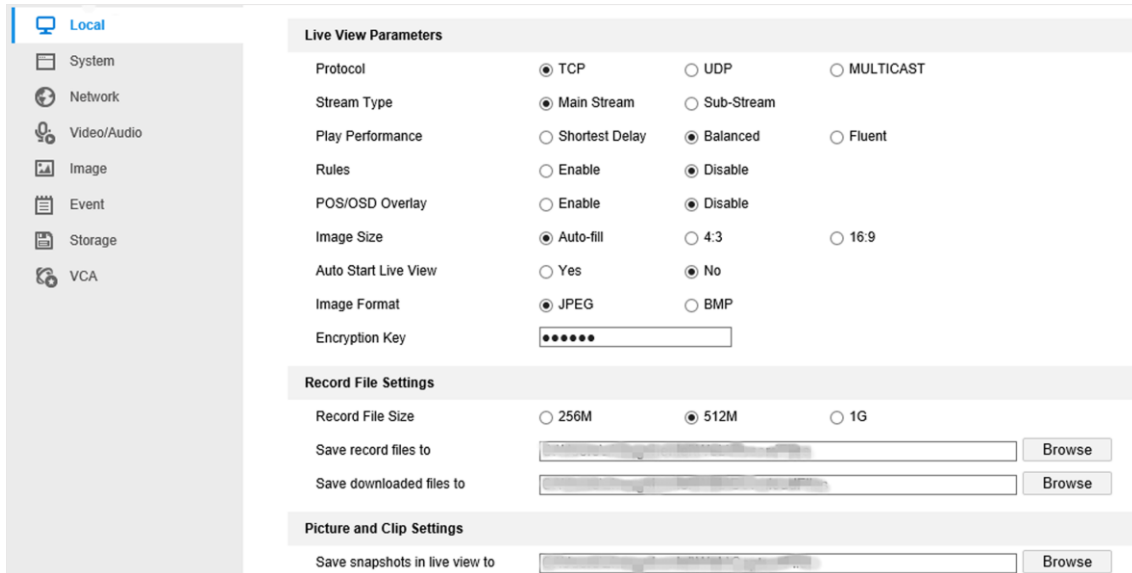 Local
System
Network
Video/Audio
Image
Event
Storage
VCA
Live View Parameters
Protocol TCP UDP MULTICAST
Stream Type Main Stream Sub-Stream
Play Performance Shortest Delay Balanced Fluent
Rules Enable Disable
POS/OSD Overlay Enable Disable
Image Size Auto-fill 4:3 16:9
Auto Start Live View Yes No
Image Format JPEG BMP
Encryption Key ●●●●●●
Record File Settings
Record File Size 256M 512M 1G
Save record files to Browse
Save downloaded files to Browse
Picture and Clip Settings
Save snapshots in live view to Browse